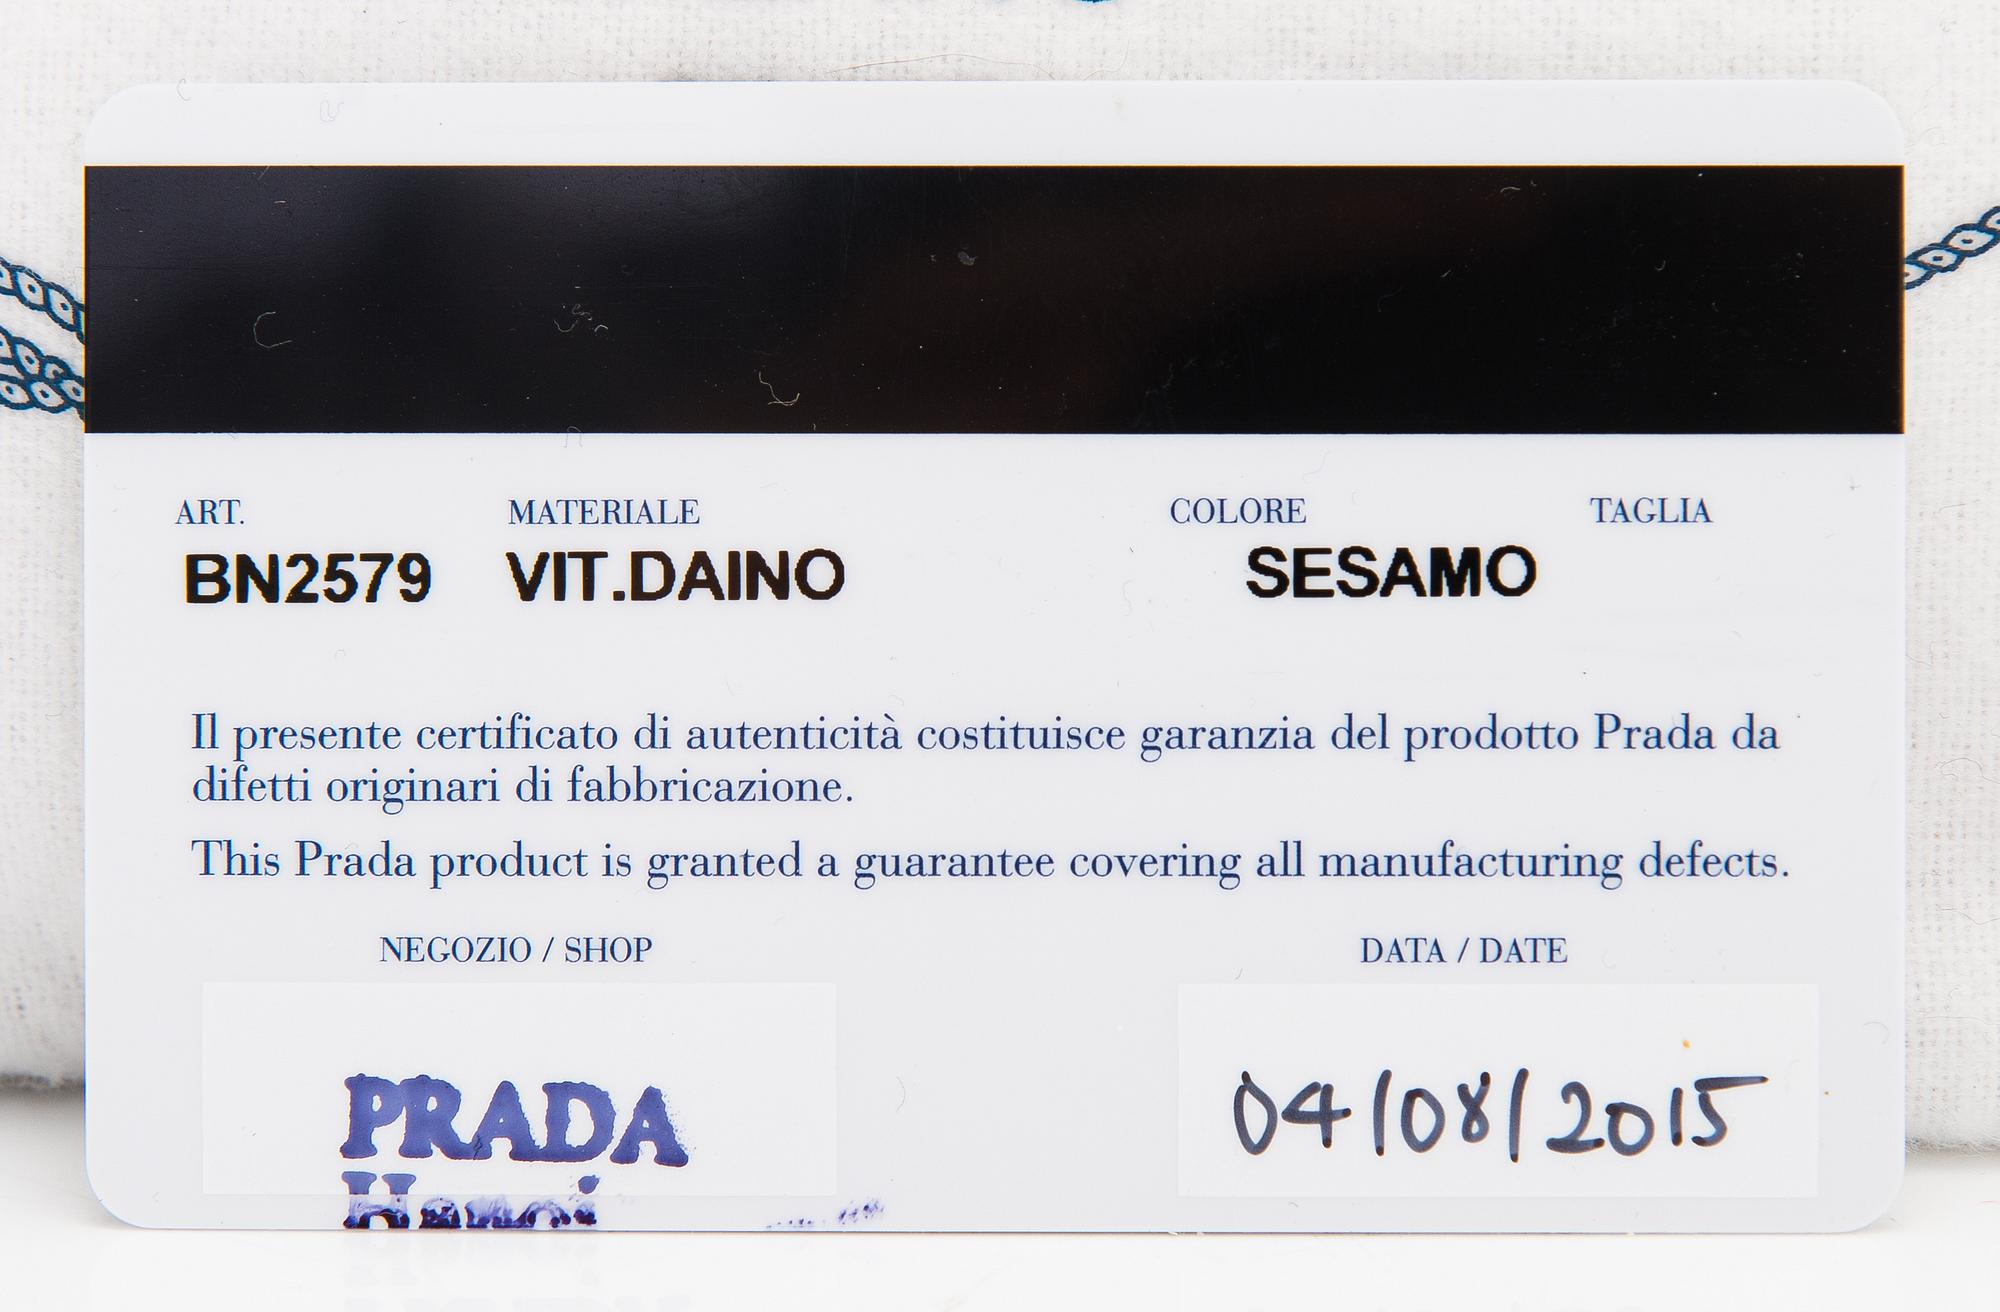 ART. MATERIALE COLORE TAGLIA
BN2579 VIT.DAINO SESAMO
Il presente certificato di autenticità costituisce garanzia del prodotto Prada da
difetti originari di fabbricazione.
This Prada product is granted a guarantee covering all manufacturing defects.
NEGOZIO / SHOP DATA / DATE
PRADA 04/08/2015
Hanoi